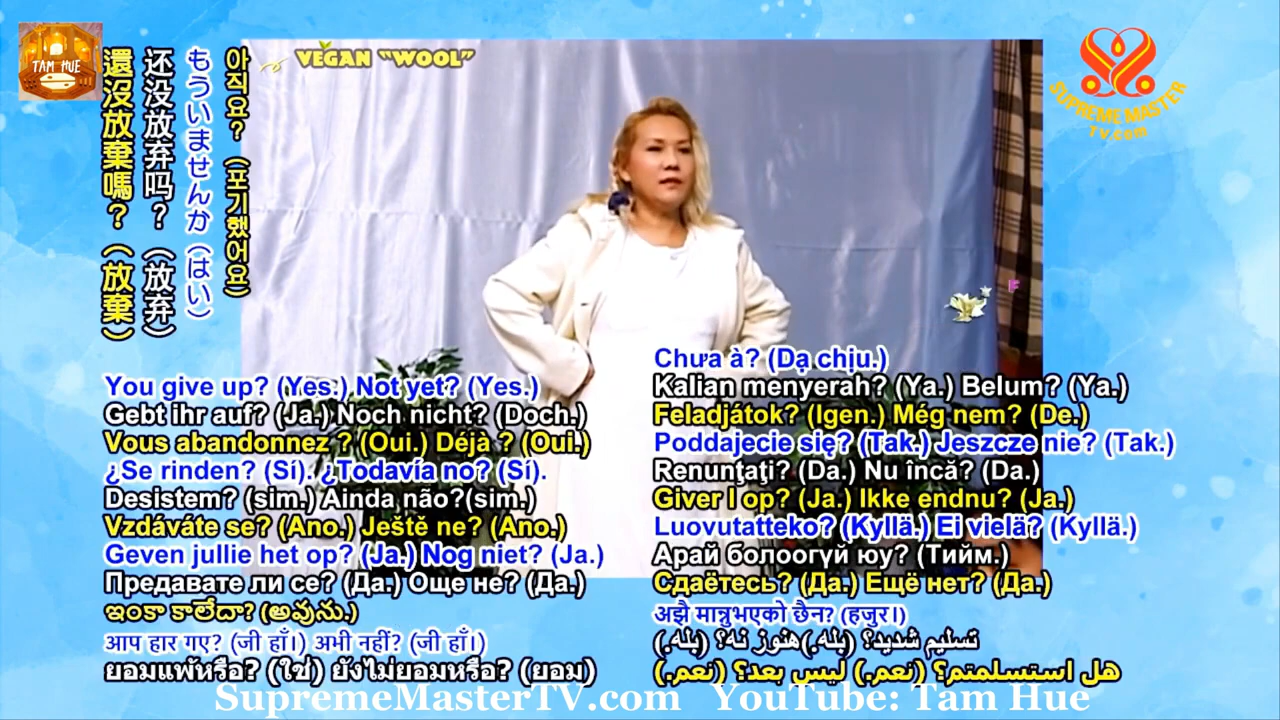 TAM HUE
還沒放棄嗎？（放棄）
还没放弃吗？（放弃）
もういませんか（はい）
아직요？（포기했어요）
VEGAN "WOOL"
SUPREME MASTER
TV.com
F
You give up? (Yes.) Not yet? (Yes.)
Gebt ihr auf? (Ja.) Noch nicht? (Doch.)
Vous abandonnez ? (Oui.) Déjà ? (Oui.)
¿Se rinden? (Sí). ¿Todavía no? (Sí).
Desistem? (sim.) Ainda não?(sim.)
Vzdáváte se? (Ano.) Ještě ne? (Ano.)
Geven jullie het op? (Ja.) Nog niet? (Ja.)
Предавате ли се? (Да.) Още не? (Да.)
ఇంకా కాలేదా? (అవును.)
आप हार गए? (जी हाँ।) अभी नहीं? (जी हाँ।)
ยอมแพ้หรือ? (ใช่) ยังไม่ยอมหรือ? (ยอม)
Chưa à? (Dạ chịu.)
Kalian menyerah? (Ya.) Belum? (Ya.)
Feladjátok? (Igen.) Még nem? (De.)
Poddajecie się? (Tak.) Jeszcze nie? (Tak.)
Renunţaţi? (Da.) Nu încă? (Da.)
Giver I op? (Ja.) Ikke endnu? (Ja.)
Luovutatteko? (Kyllä.) Ei vielä? (Kyllä.)
Арай болоогүй юу? (Тийм.)
Сдаётесь? (Да.) Ещё нет? (Да.)
अझै मान्नुभएको छैन? (हजुर।)
تسلیم شدید؟ (بله.)هنوز نه؟ (بله.)
هل استسلمتم؟ (نعم.) ليس بعد؟ (نعم.)
SupremeMasterTV.com YouTube: Tam Hue